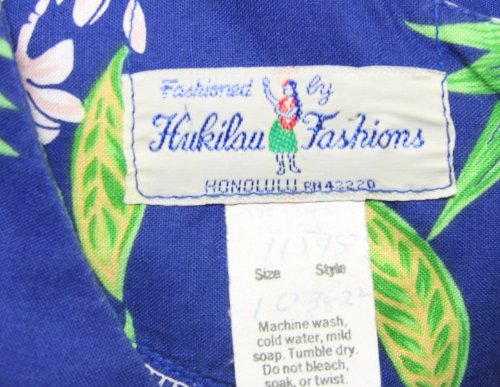 Fashioned by
Hukilau Fashions
HONOLULU RN43220
Size Style
Machine wash,
cold water, mild
soap. Tumble dry.
Do not bleach,
soak, or twist.